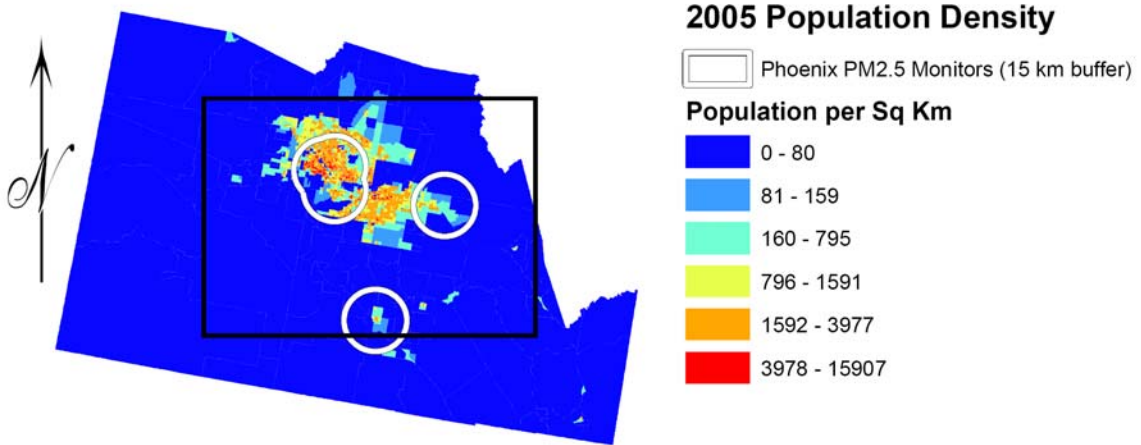 2005 Population Density
Phoenix PM2.5 Monitors (15 km buffer)
Population per Sq Km
0 - 80
81 - 159
160 - 795
796 - 1591
1592 - 3977
3978 - 15907
N